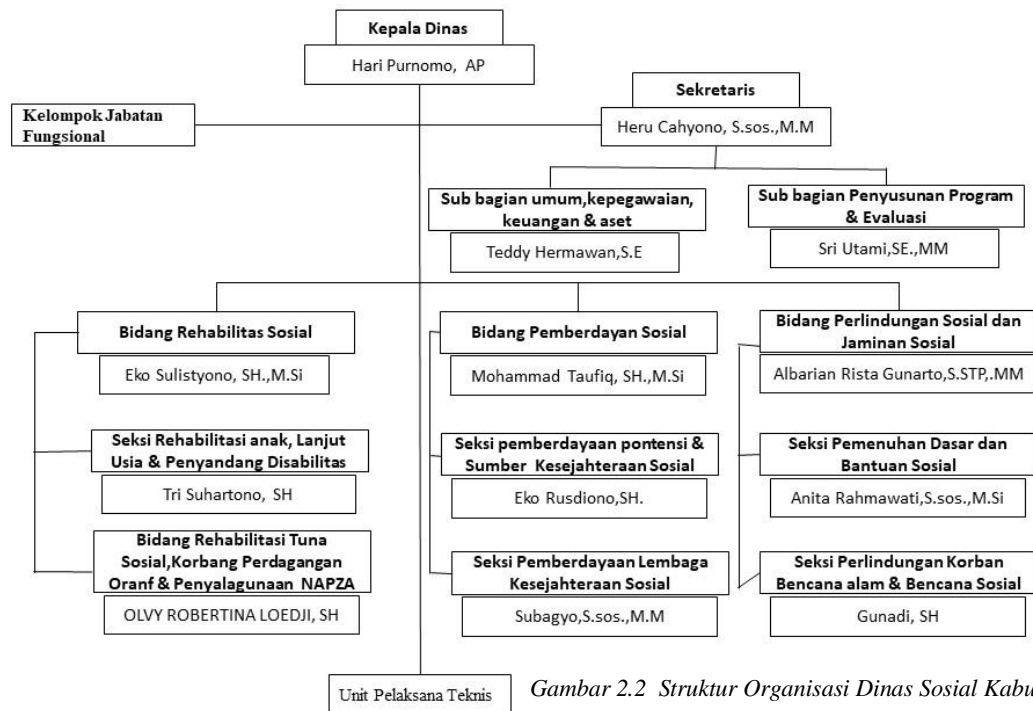 Kepala Dinas
Hari Purnomo, AP
Sekretaris
Heru Cahyono, S.sos.,M.M
Kelompok Jabatan
Fungsional
Sub bagian umum,kepegawaian,
keuangan & aset
Teddy Hermawan,S.E
Sub bagian Penyusunan Program
& Evaluasi
Sri Utami,SE.,MM
Bidang Rehabilitas Sosial
Eko Sulistyono, SH.,M.Si
Seksi Rehabilitasi anak, Lanjut
Usia & Penyandang Disabilitas
Tri Suhartono, SH
Bidang Rehabilitasi Tuna
Sosial,Korbang Perdagangan
Oranf & Penyalagunaan NAPZA
OLVY ROBERTINA LOEDJI, SH
Bidang Pemberdayan Sosial
Mohammad Taufiq, SH.,M.Si
Seksi pemberdayaan pontensi &
Sumber Kesejahteraan Sosial
Eko Rusdiono,SH.
Seksi Pemberdayaan Lembaga
Kesejahteraan Sosial
Subagyo,S.sos.,M.M
Bidang Perlindungan Sosial dan
Jaminan Sosial
Albarian Rista Gunarto,S.STP,.MM
Seksi Pemenuhan Dasar dan
Bantuan Sosial
Anita Rahmawati,S.sos.,M.Si
Seksi Perlindungan Korban
Bencana alam & Bencana Sosial
Gunadi, SH
Unit Pelaksana Teknis
Gambar 2.2 Struktur Organisasi Dinas Sosial Kabu